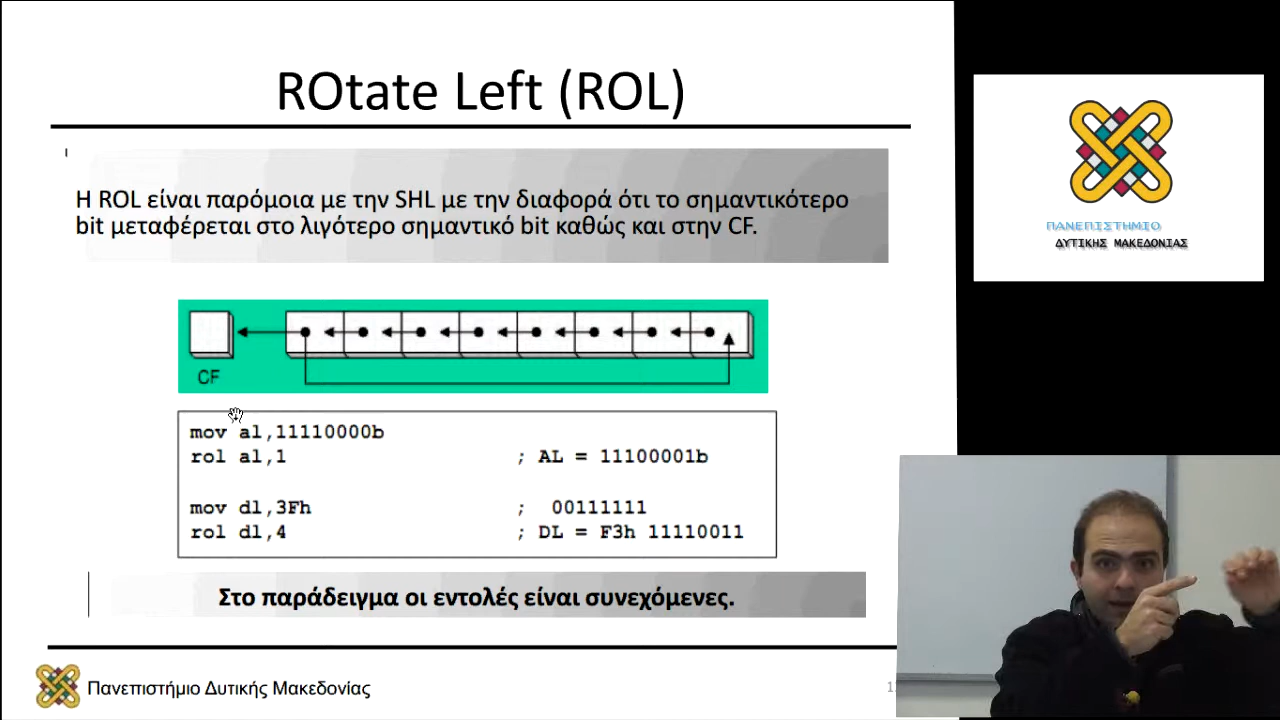 ROtate Left (ROL)
Η ROL είναι παρόμοια με την SHL με την διαφορά ότι το σημαντικότερο
bit μεταφέρεται στο λιγότερο σημαντικό bit καθώς και στην CF.
CF
mov al,11110000b
rol al,1 ; AL = 11100001b
mov dl,3Fh ; 00111111
rol dl,4 ; DL = F3h 11110011
Στο παράδειγμα οι εντολές είναι συνεχόμενες.
Πανεπιστήμιο Δυτικής Μακεδονίας
ΠΑΝΕΠΙΣΤΗΜΙΟ
ΔΥΤΙΚΗΣ ΜΑΚΕΔΟΝΙΑΣ